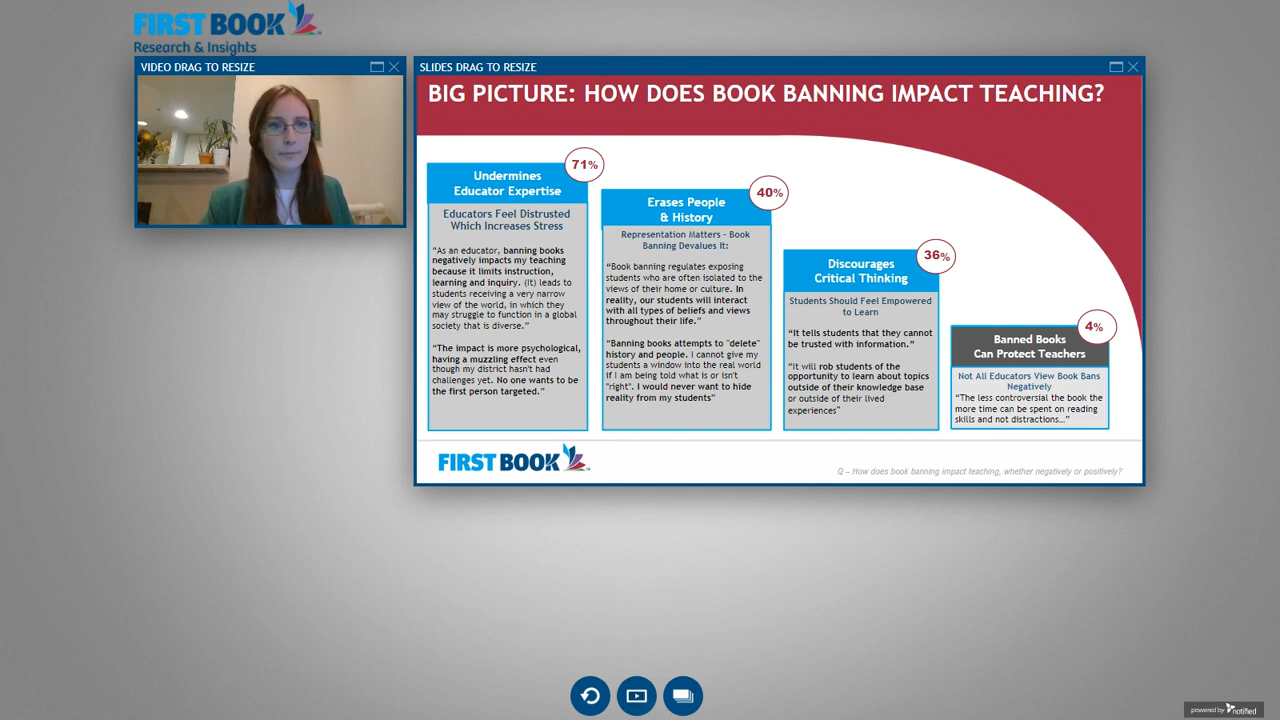 FIRST BOOK
Research & Insights
VIDEO DRAG TO RESIZE
SLIDES DRAG TO RESIZE
BIG PICTURE: HOW DOES BOOK BANNING IMPACT TEACHING?
71%
Undermines
Educator Expertise
Educators Feel Distrusted
Which Increases Stress
“As an educator, banning books
negatively impacts my teaching
because it limits instruction,
learning and inquiry. (It) leads to
students receiving a very narrow
view of the world, in which they
may struggle to function in a global
society that is diverse.”
“The impact is more psychological,
having a muzzling effect even
though my district hasn't had
challenges yet. No one wants to be
the first person targeted.”
40%
Erases People
& History
Representation Matters – Book
Banning Devalues It:
“Book banning regulates exposing
students who are often isolated to the
views of their home or culture. In
reality, our students will interact
with all types of beliefs and views
throughout their life.”
“Banning books attempts to "delete"
history and people. I cannot give my
students a window into the real world
if I am being told what is or isn't
"right". I would never want to hide
reality from my students”
36%
Discourages
Critical Thinking
Students Should Feel Empowered
to Learn
“It tells students that they cannot
be trusted with information.”
“It will rob students of the
opportunity to learn about topics
outside of their knowledge base
or outside of their lived
experiences"
4%
Banned Books
Can Protect Teachers
Not All Educators View Book Bans
Negatively
“The less controversial the book the
more time can be spent on reading
skills and not distractions…”
FIRST BOOK
Q – How does book banning impact teaching, whether negatively or positively?
powered by notified